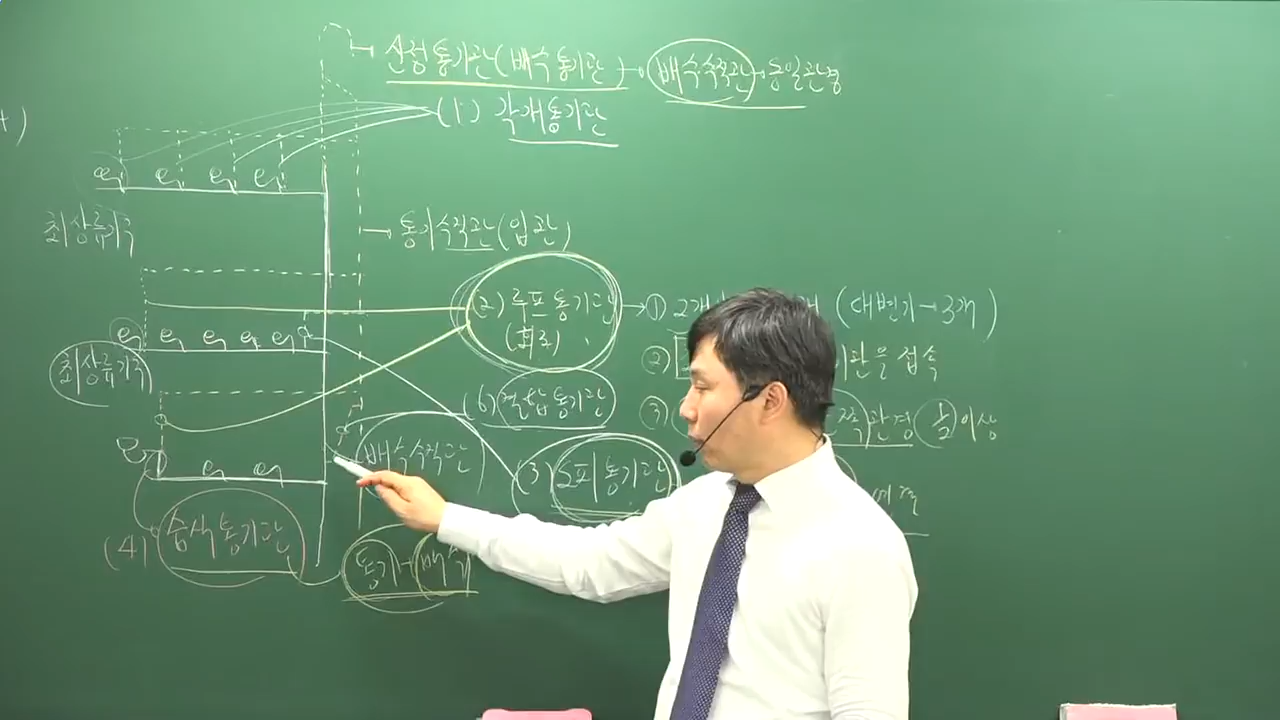 신정통기관(배수통기관)
배수수직관 동일관경
(1) 각개통기관
최상류기구
통기수직관(입관)
(2) 루프통기관 → ①
(회로)
(대변기→3개)
최상류기구
②
관을 접속
(6) 결합통기관
③
관경 이상
배수수직관
(3) 도피통기관
(4) 습식통기관
통기+배수